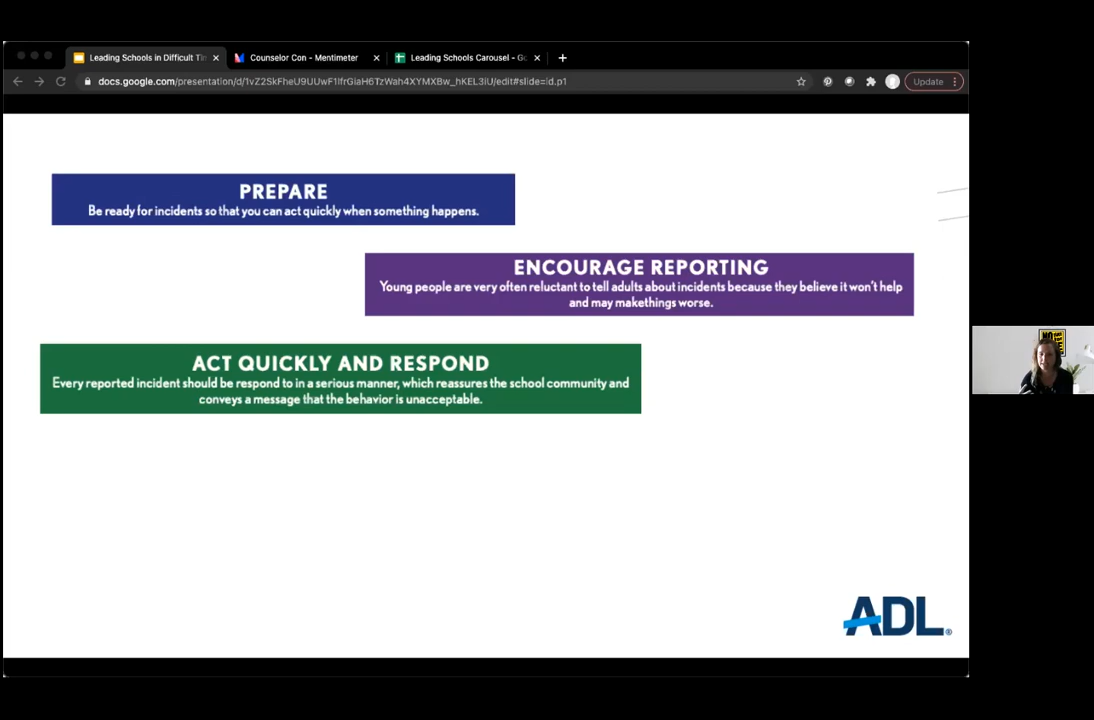 Leading Schools in Difficult Ti
Counselor Con - Mentimeter
Leading Schools Carousel - Go
docs.google.com/presentation/d/1vZ2SkFheU9UUwF1IfrGiaH6TzWah4XYMXBw_hKEL3iU/edit#slide=id.p1
Update
PREPARE
Be ready for incidents so that you can act quickly when something happens.
ENCOURAGE REPORTING
Young people are very often reluctant to tell adults about incidents because they believe it won't help
and may makethings worse.
ACT QUICKLY AND RESPOND
Every reported incident should be respond to in a serious manner, which reassures the school community and
conveys a message that the behavior is unacceptable.
ADL®